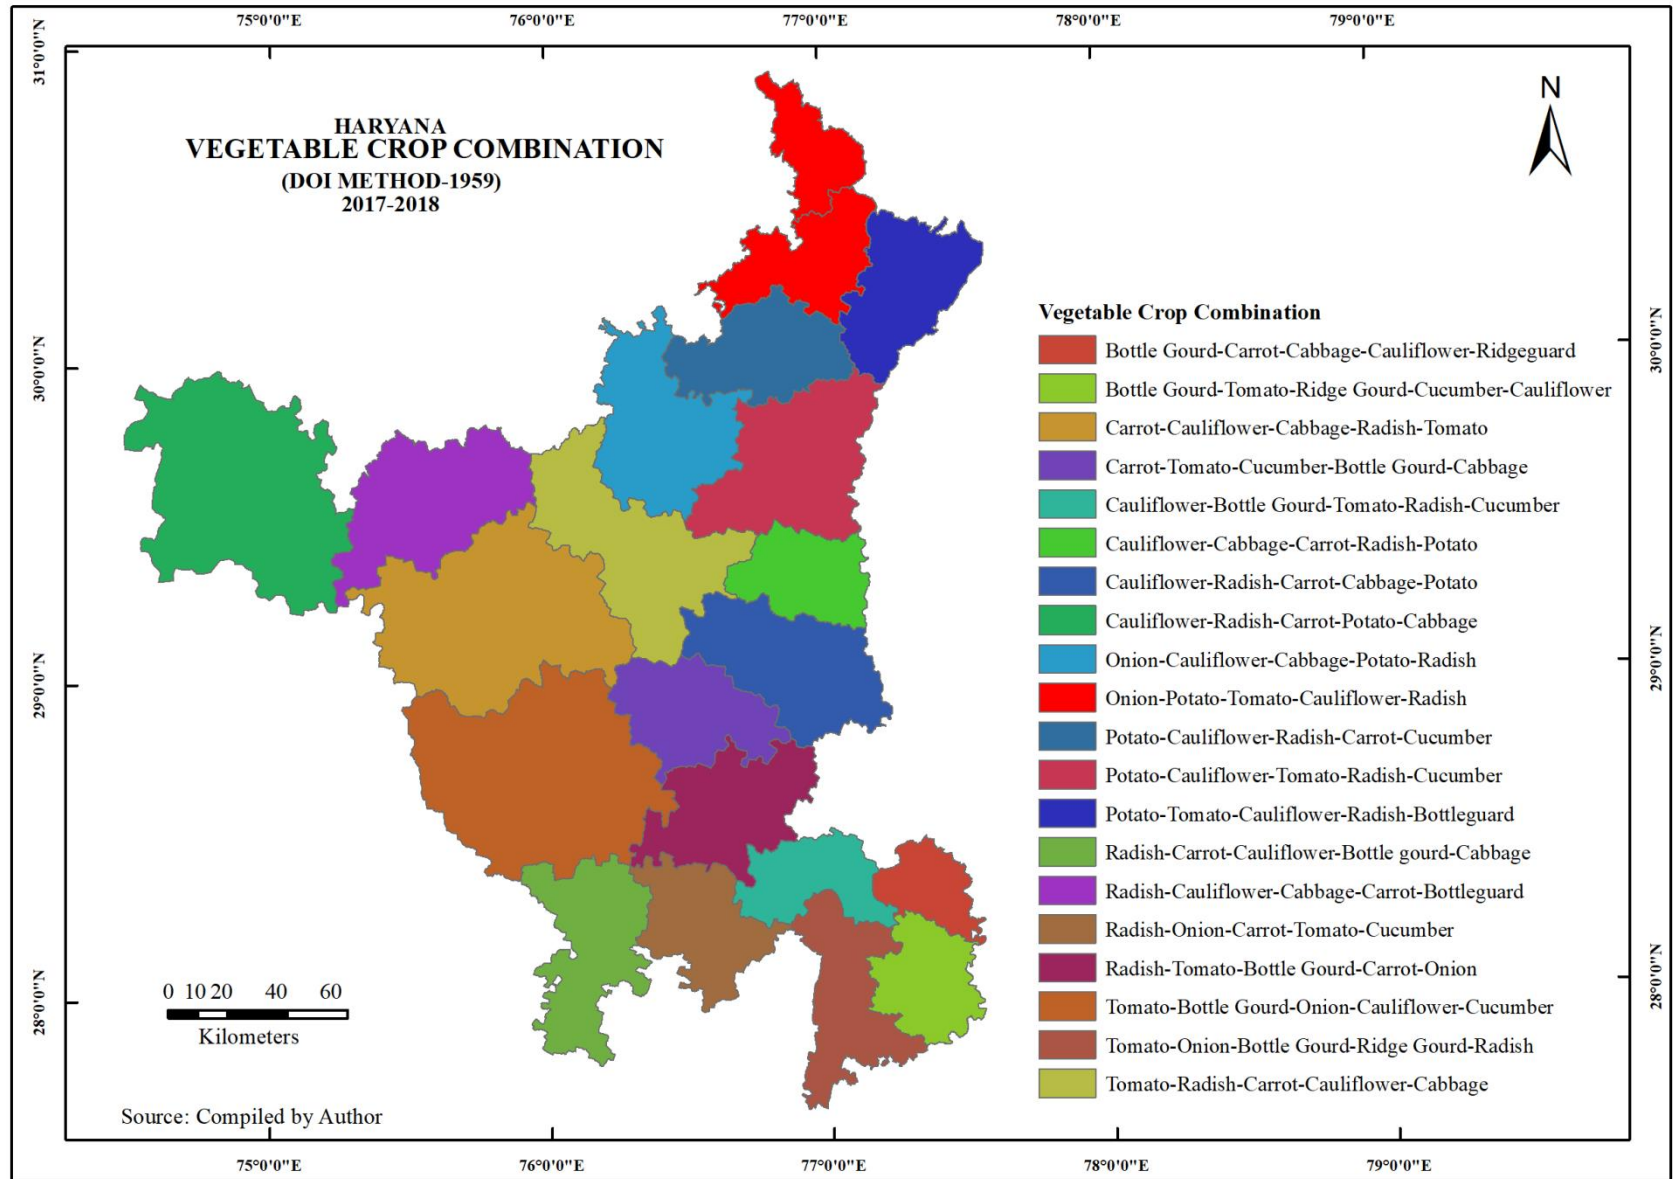 75°0'0"E 76°0'0"E 77°0'0"E 78°0'0"E 79°0'0"E
31°0'0"N
30°0'0"N
29°0'0"N
28°0'0"N
HARYANA
VEGETABLE CROP COMBINATION
(DOI METHOD-1959)
2017-2018
N
Vegetable Crop Combination
Bottle Gourd-Carrot-Cabbage-Cauliflower-Ridgeguard
Bottle Gourd-Tomato-Ridge Gourd-Cucumber-Cauliflower
Carrot-Cauliflower-Cabbage-Radish-Tomato
Carrot-Tomato-Cucumber-Bottle Gourd-Cabbage
Cauliflower-Bottle Gourd-Tomato-Radish-Cucumber
Cauliflower-Cabbage-Carrot-Radish-Potato
Cauliflower-Radish-Carrot-Cabbage-Potato
Cauliflower-Radish-Carrot-Potato-Cabbage
Onion-Cauliflower-Cabbage-Potato-Radish
Onion-Potato-Tomato-Cauliflower-Radish
Potato-Cauliflower-Radish-Carrot-Cucumber
Potato-Cauliflower-Tomato-Radish-Cucumber
Potato-Tomato-Cauliflower-Radish-Bottleguard
Radish-Carrot-Cauliflower-Bottle gourd-Cabbage
Radish-Cauliflower-Cabbage-Carrot-Bottleguard
Radish-Onion-Carrot-Tomato-Cucumber
Radish-Tomato-Bottle Gourd-Carrot-Onion
Tomato-Bottle Gourd-Onion-Cauliflower-Cucumber
Tomato-Onion-Bottle Gourd-Ridge Gourd-Radish
Tomato-Radish-Carrot-Cauliflower-Cabbage
30°0'0"N
29°0'0"N
28°0'0"N
0 10 20 40 60
Kilometers
Source: Compiled by Author
75°0'0"E 76°0'0"E 77°0'0"E 78°0'0"E 79°0'0"E